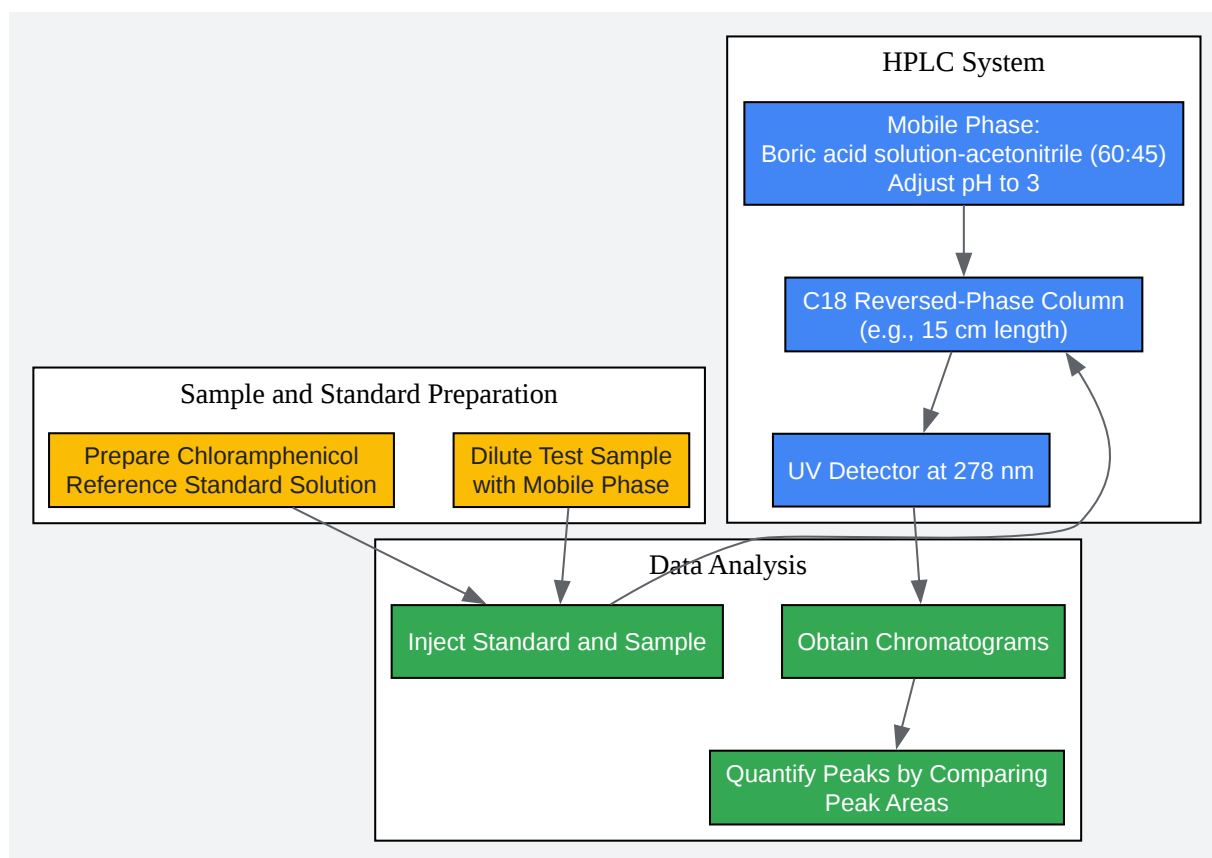 HPLC System
Mobile Phase:
Boric acid solution-acetonitrile (60:45)
Adjust pH to 3
C18 Reversed-Phase Column
(e.g., 15 cm length)
UV Detector at 278 nm
Sample and Standard Preparation
Prepare Chloramphenicol
Reference Standard Solution
Dilute Test Sample
with Mobile Phase
Data Analysis
Inject Standard and Sample
Obtain Chromatograms
Quantify Peaks by Comparing
Peak Areas